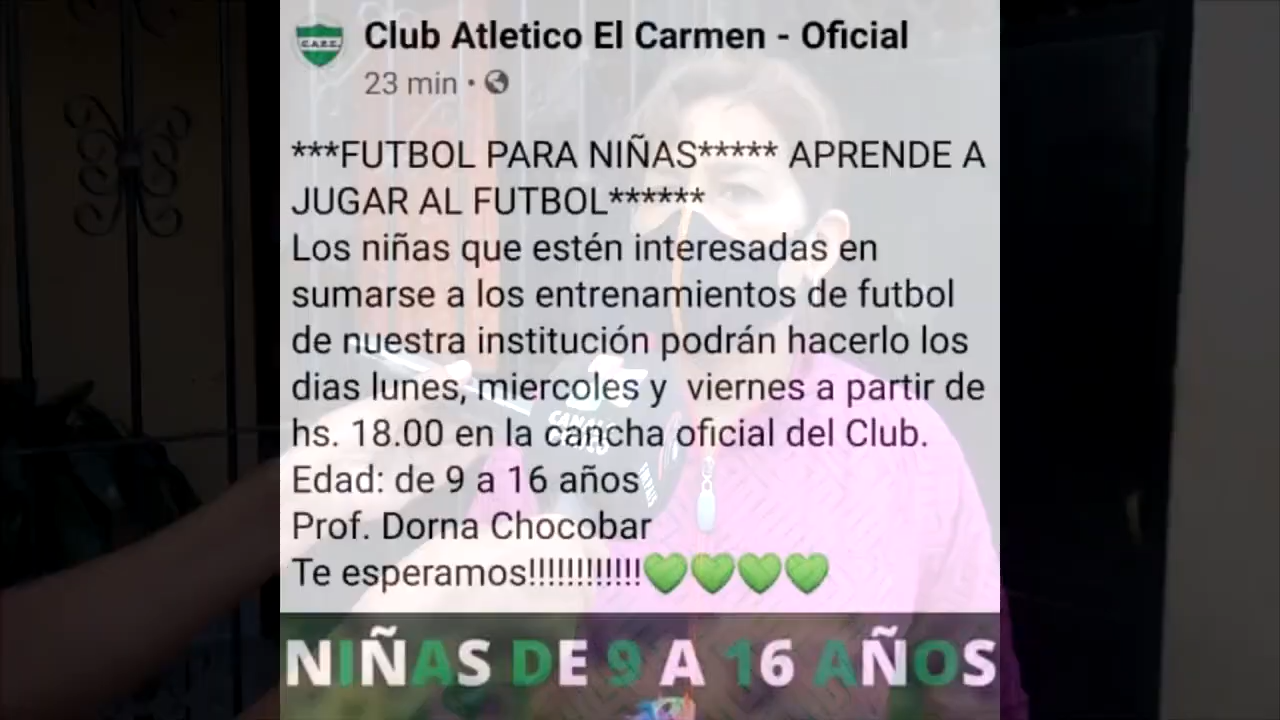 C.A.E.C.
Club Atletico El Carmen - Oficial
23 min •
***FUTBOL PARA NIÑAS***** APRENDE A
JUGAR AL FUTBOL******
Los niñas que estén interesadas en
sumarse a los entrenamientos de futbol
de nuestra institución podrán hacerlo los
dias lunes, miercoles y viernes a partir de
hs. 18.00 en la cancha oficial del Club.
Edad: de 9 a 16 años
Prof. Dorna Chocobar
Te esperamos!!!!!!!!!!!!💚💚💚💚
NIÑAS DE 9 A 16 AÑOS